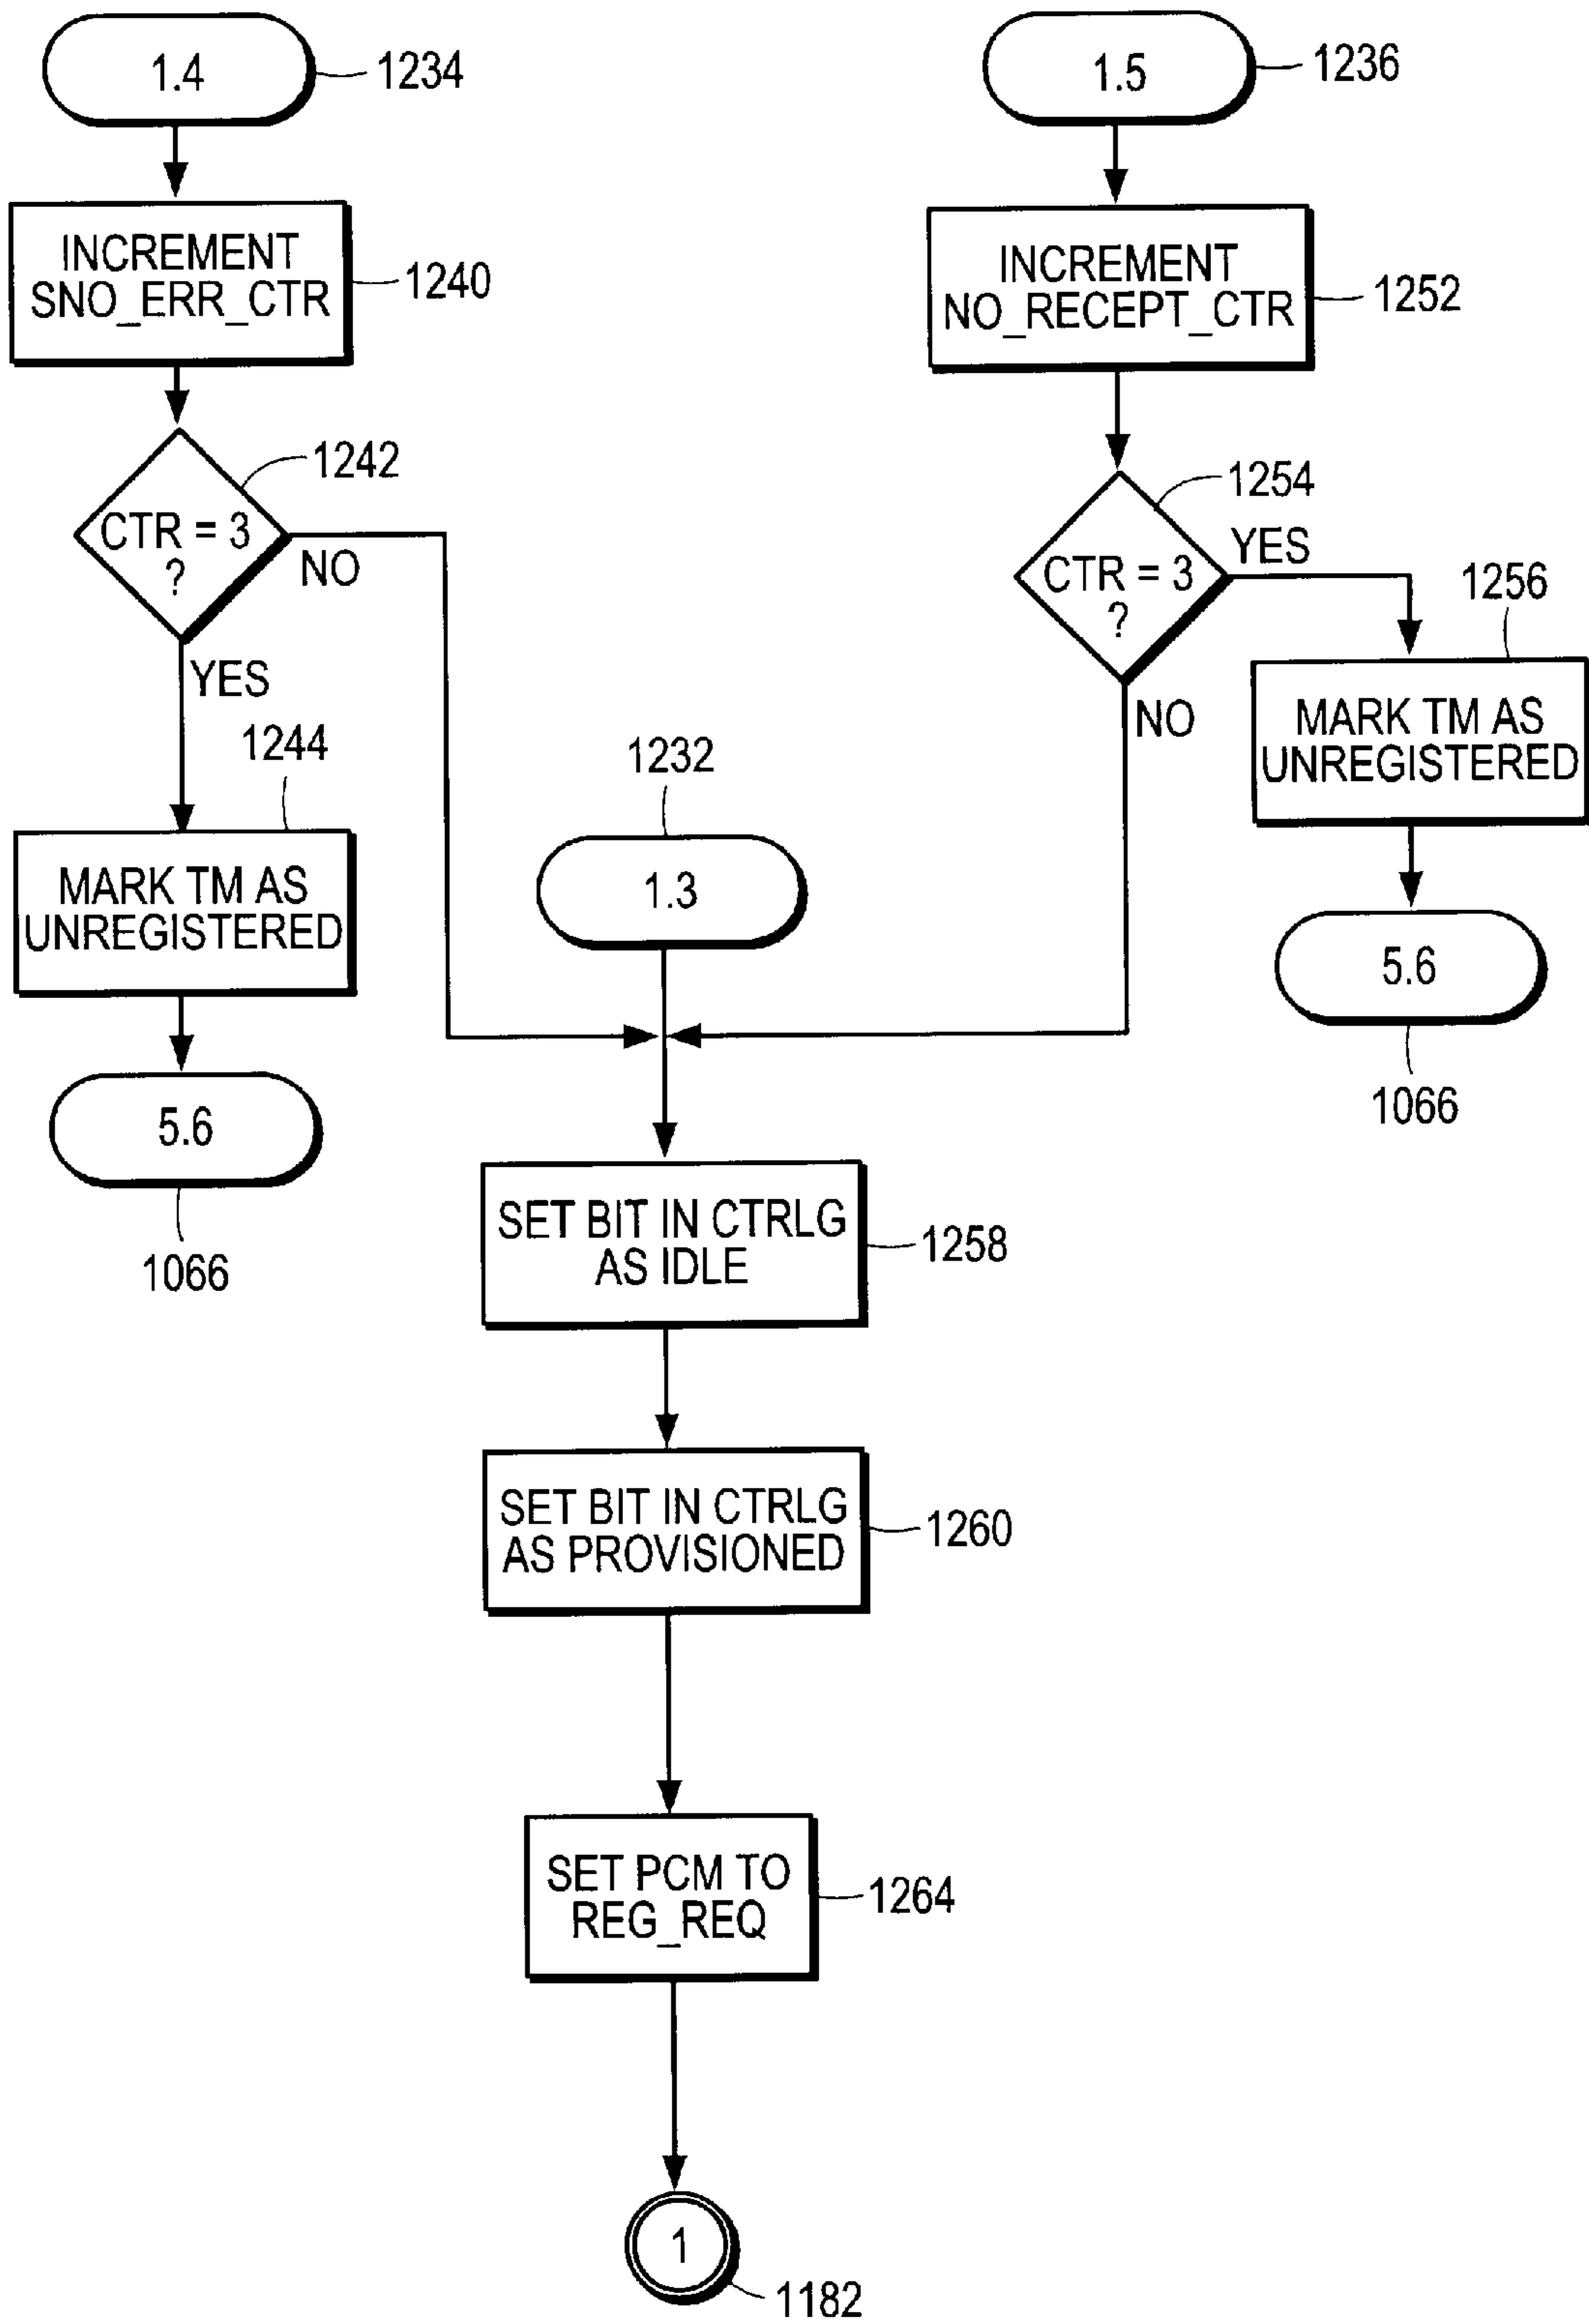 1.4
1234
INCREMENT
SNO_ERR_CTR
1240
1242
CTR = 3
?
NO
YES
1244
MARK TM AS
UNREGISTERED
5.6
1066
1.5
1236
INCREMENT
NO_RECEPT_CTR
1252
1254
CTR = 3
?
YES
NO
1256
MARK TM AS
UNREGISTERED
5.6
1066
1232
1.3
SET BIT IN CTRLG
AS IDLE
1258
SET BIT IN CTRLG
AS PROVISIONED
1260
SET PCM TO
REG_REQ
1264
1
1182